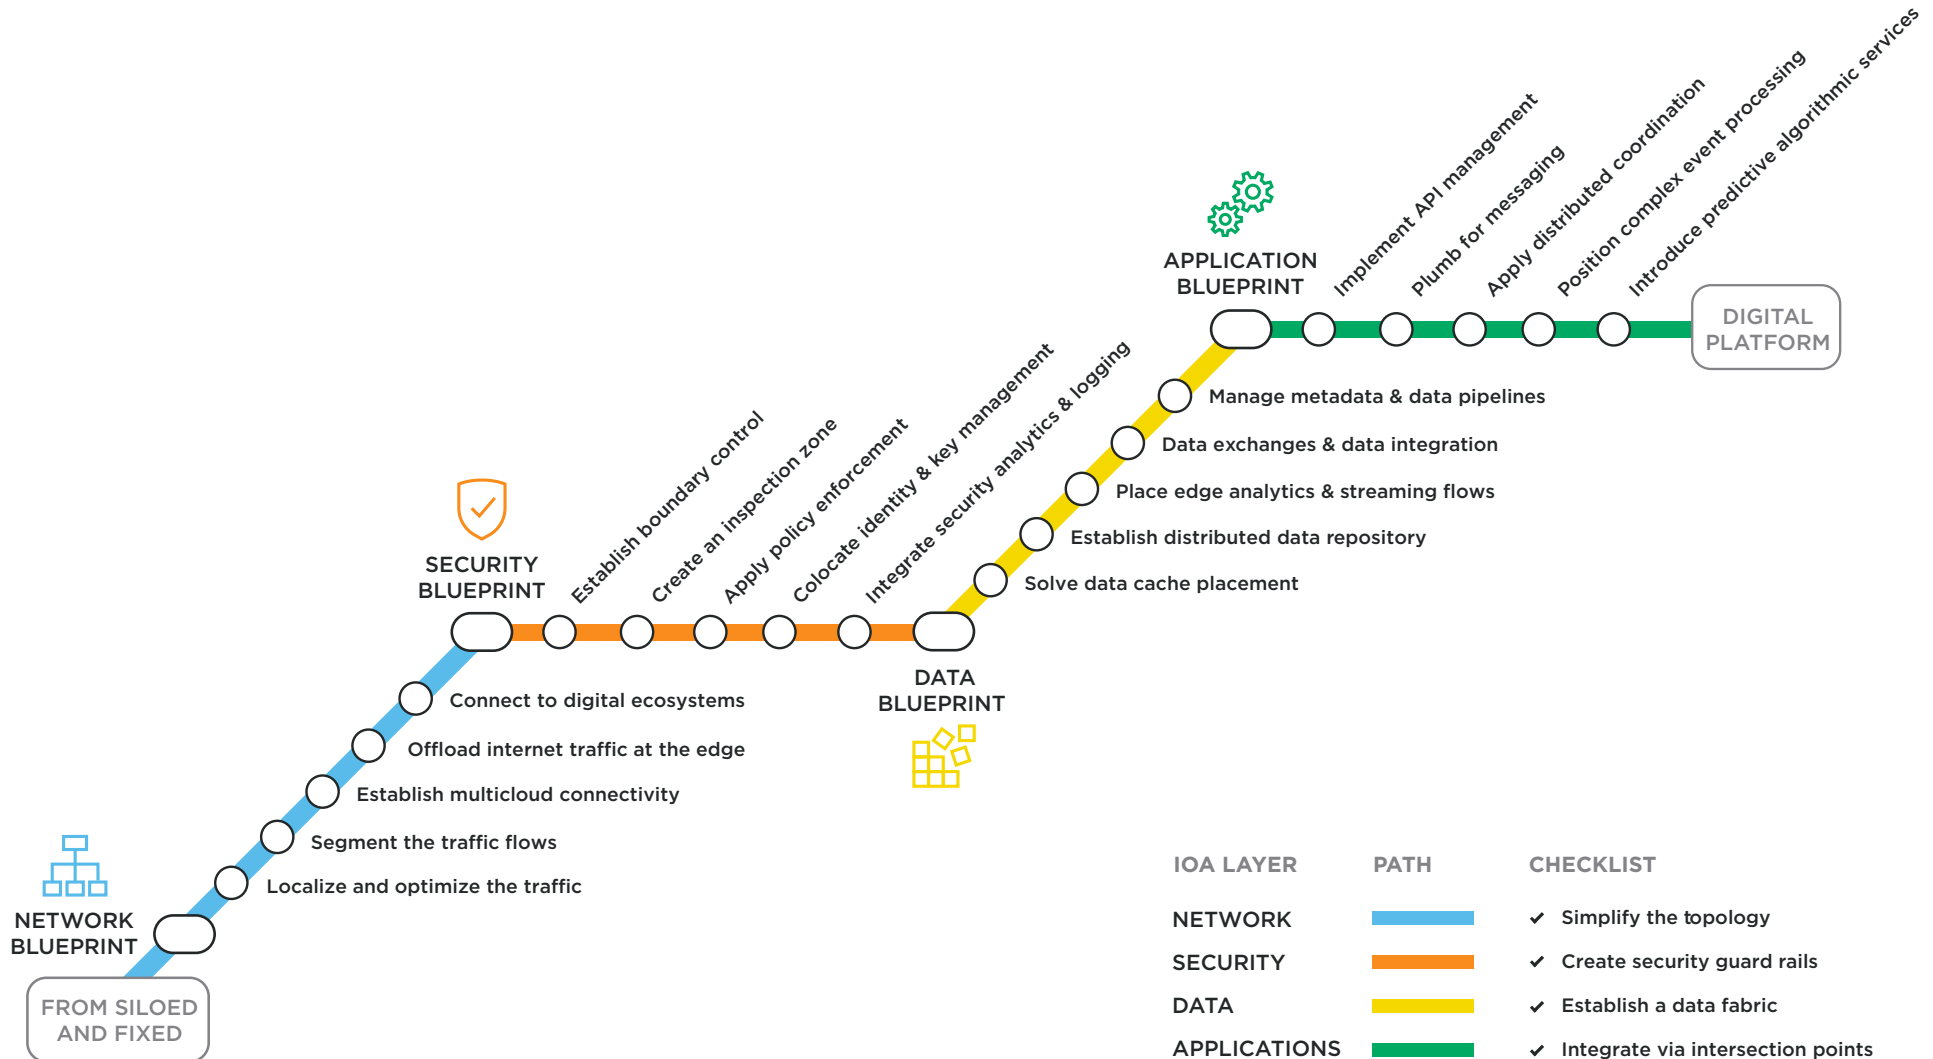 Implement API management
Plumb for messaging
Apply distributed coordination
Position complex event processing
Introduce predictive algorithmic services
APPLICATION
BLUEPRINT
DIGITAL
PLATFORM
Manage metadata & data pipelines
Data exchanges & data integration
Place edge analytics & streaming flows
Establish distributed data repository
Solve data cache placement
Establish boundary control
Create an inspection zone
Apply policy enforcement
Colocate identity & key management
Integrate security analytics & logging
SECURITY
BLUEPRINT
DATA
BLUEPRINT
Connect to digital ecosystems
Offload internet traffic at the edge
Establish multicloud connectivity
Segment the traffic flows
Localize and optimize the traffic
NETWORK
BLUEPRINT
FROM SILOED
AND FIXED
IOA LAYER PATH CHECKLIST
NETWORK ✓ Simplify the topology
SECURITY ✓ Create security guard rails
DATA ✓ Establish a data fabric
APPLICATIONS ✓ Integrate via intersection points